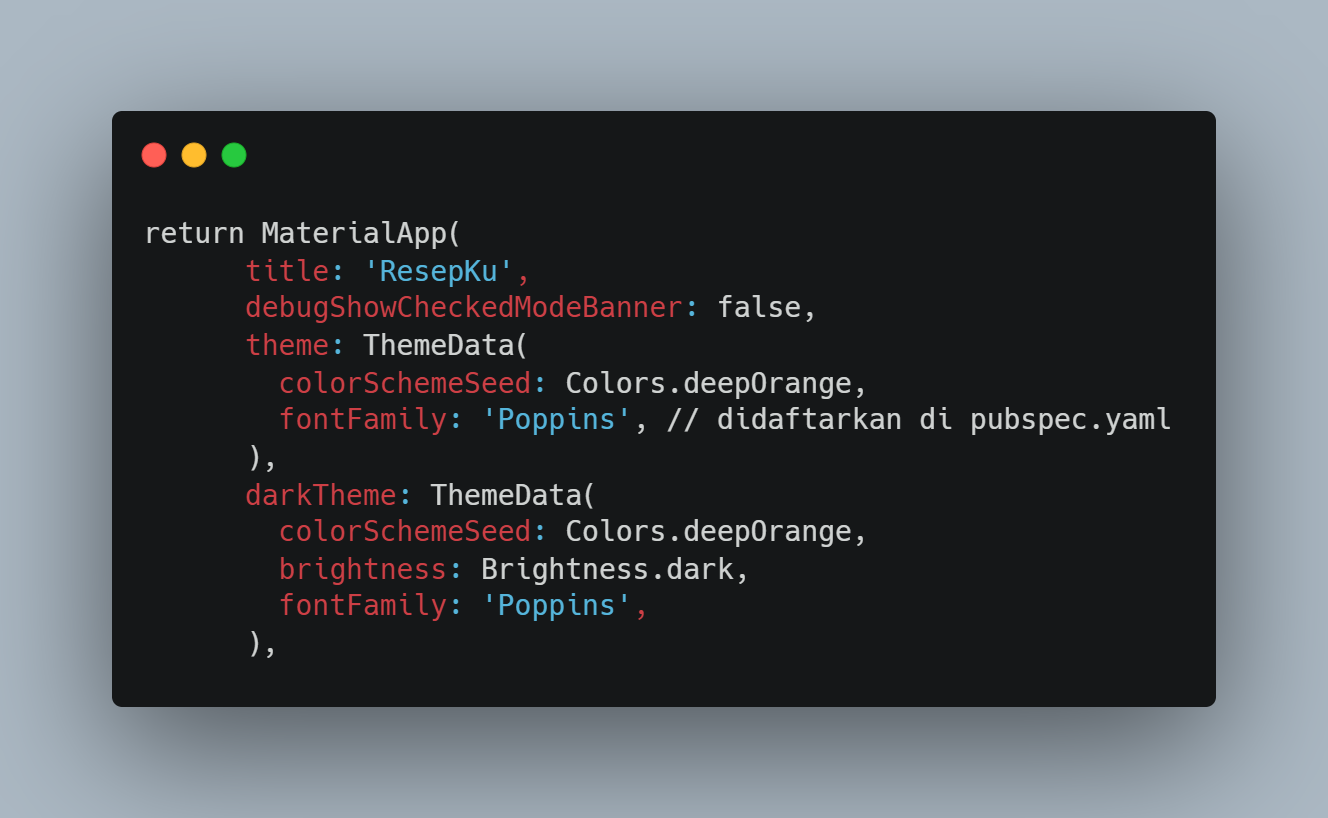 return MaterialApp(
      title: 'ResepKu',
      debugShowCheckedModeBanner: false,
      theme: ThemeData(
        colorSchemeSeed: Colors.deepOrange,
        fontFamily: 'Poppins', // didaftarkan di pubspec.yaml
      ),
      darkTheme: ThemeData(
        colorSchemeSeed: Colors.deepOrange,
        brightness: Brightness.dark,
        fontFamily: 'Poppins',
      ),